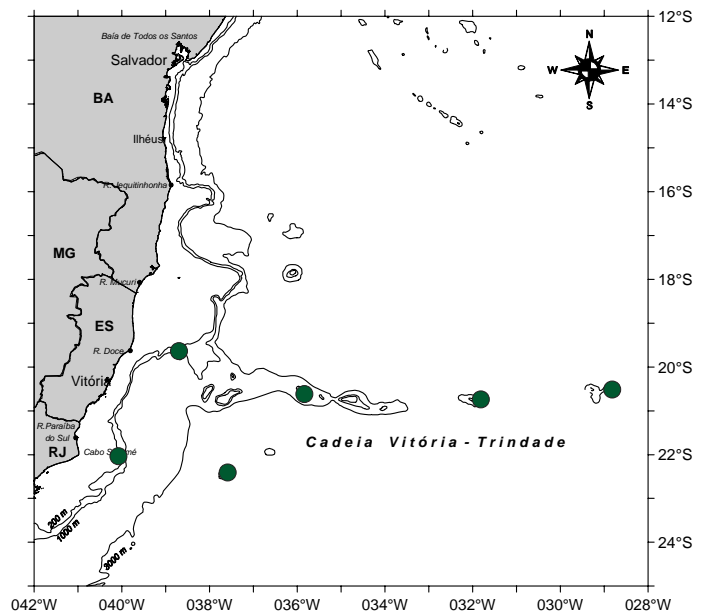 12°S
Baía de Todos os Santos
Salvador
N
W E
S
BA
14°S
Ilhéus
R. Jequitinhonha
16°S
MG
R. Mucuri
18°S
ES
R. Doce
20°S
Vitória
R.Paraíba
do Sul
RJ
Cabo
Cadeia Vitória - Trindade
22°S
200 m
1000 m
3000 m
24°S
042°W 040°W 038°W 036°W 034°W 032°W 030°W 028°W